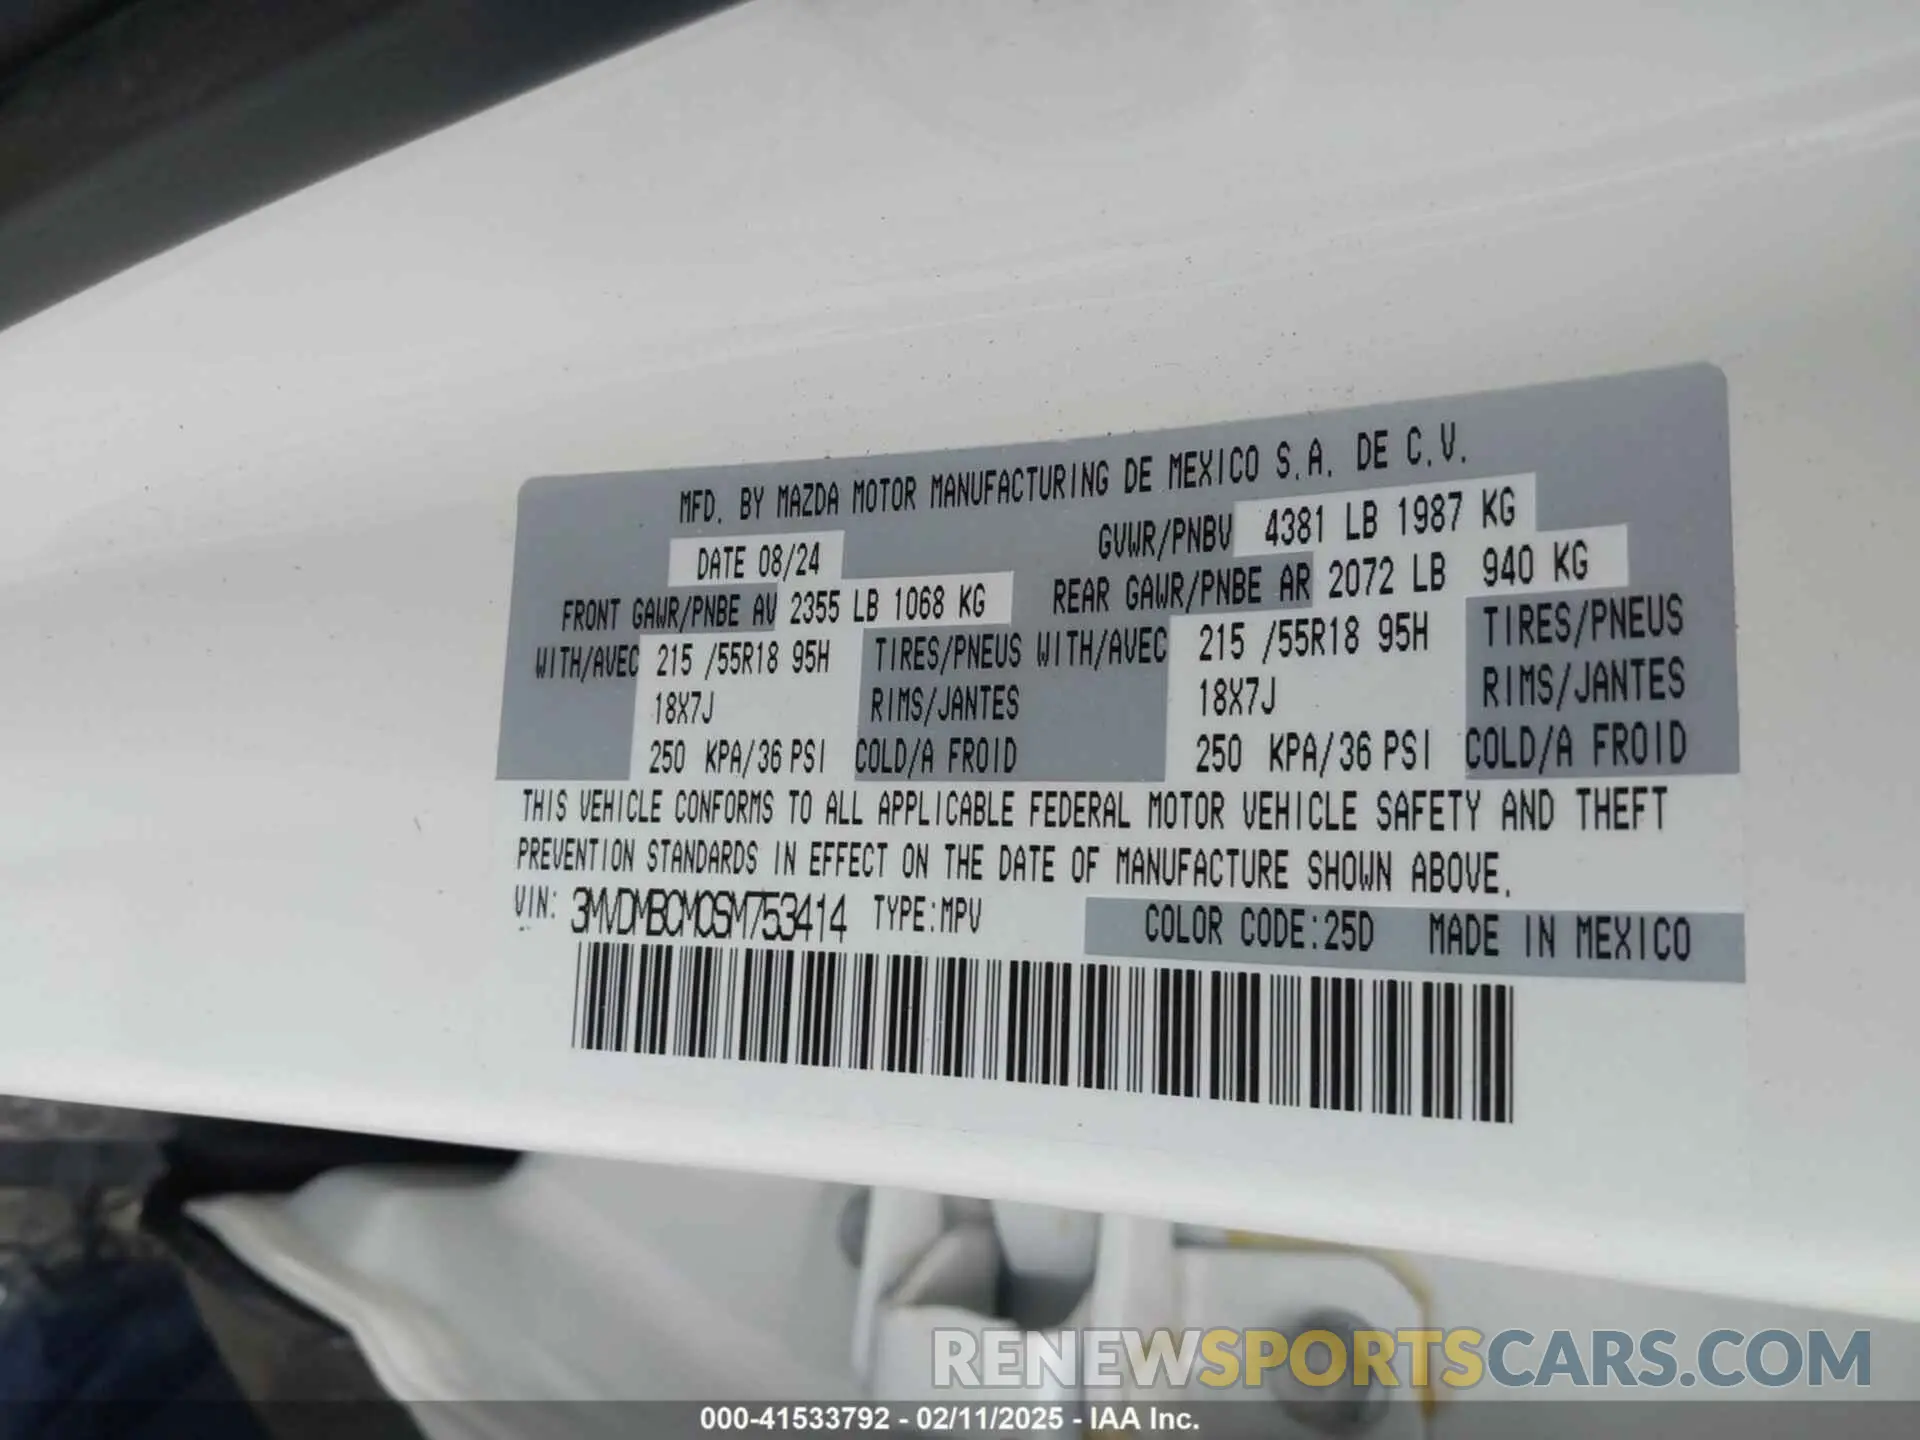 MFD. BY MAZDA MOTOR MANUFACTURING DE MEXICO S.A. DE C.V.
DATE 08/24 GVWR/PNBV 4381 LB 1987 KG
FRONT GAWR/PNBE AV 2355 LB 1068 KG REAR GAWR/PNBE AR 2072 LB 940 KG
WITH/AVEC 215 /55R18 95H TIRES/PNEUS WITH/AVEC 215 /55R18 95H TIRES/PNEUS
18X7J RIMS/JANTES 18X7J RIMS/JANTES
250 KPA/36 PSI COLD/A FROID 250 KPA/36 PSI COLD/A FROID
THIS VEHICLE CONFORMS TO ALL APPLICABLE FEDERAL MOTOR VEHICLE SAFETY AND THEFT
PREVENTION STANDARDS IN EFFECT ON THE DATE OF MANUFACTURE SHOWN ABOVE.
VIN: 3MVDMBCM0SM753414 TYPE:MPV COLOR CODE:25D MADE IN MEXICO
RENEWSPORTSCARS.COM
000-41533792 - 02/11/2025 - IAA Inc.